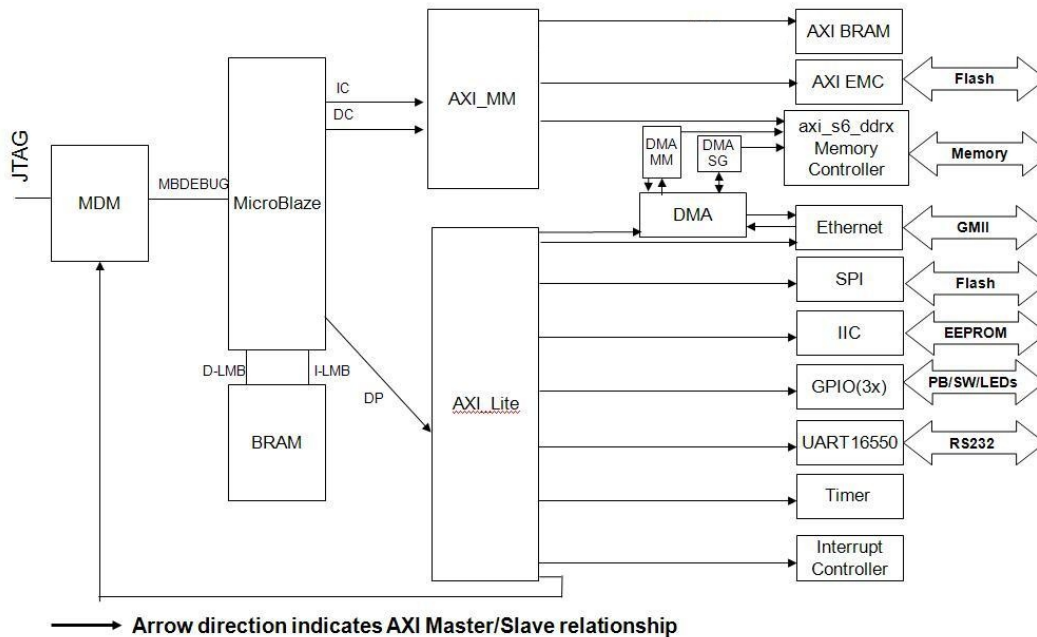 JTAG
MDM
MBDEBUG
MicroBlaze
IC
DC
D-LMB
I-LMB
BRAM
DP
AXI_MM
AXI_Lite
DMA
MM
DMA
SG
DMA
AXI BRAM
AXI EMC
Flash
axi_s6_ddrx
Memory
Controller
Memory
Ethernet
GMII
SPI
Flash
IIC
EEPROM
GPIO(3x)
PB/SW/LEDs
UART16550
RS232
Timer
Interrupt
Controller
Arrow direction indicates AXI Master/Slave relationship